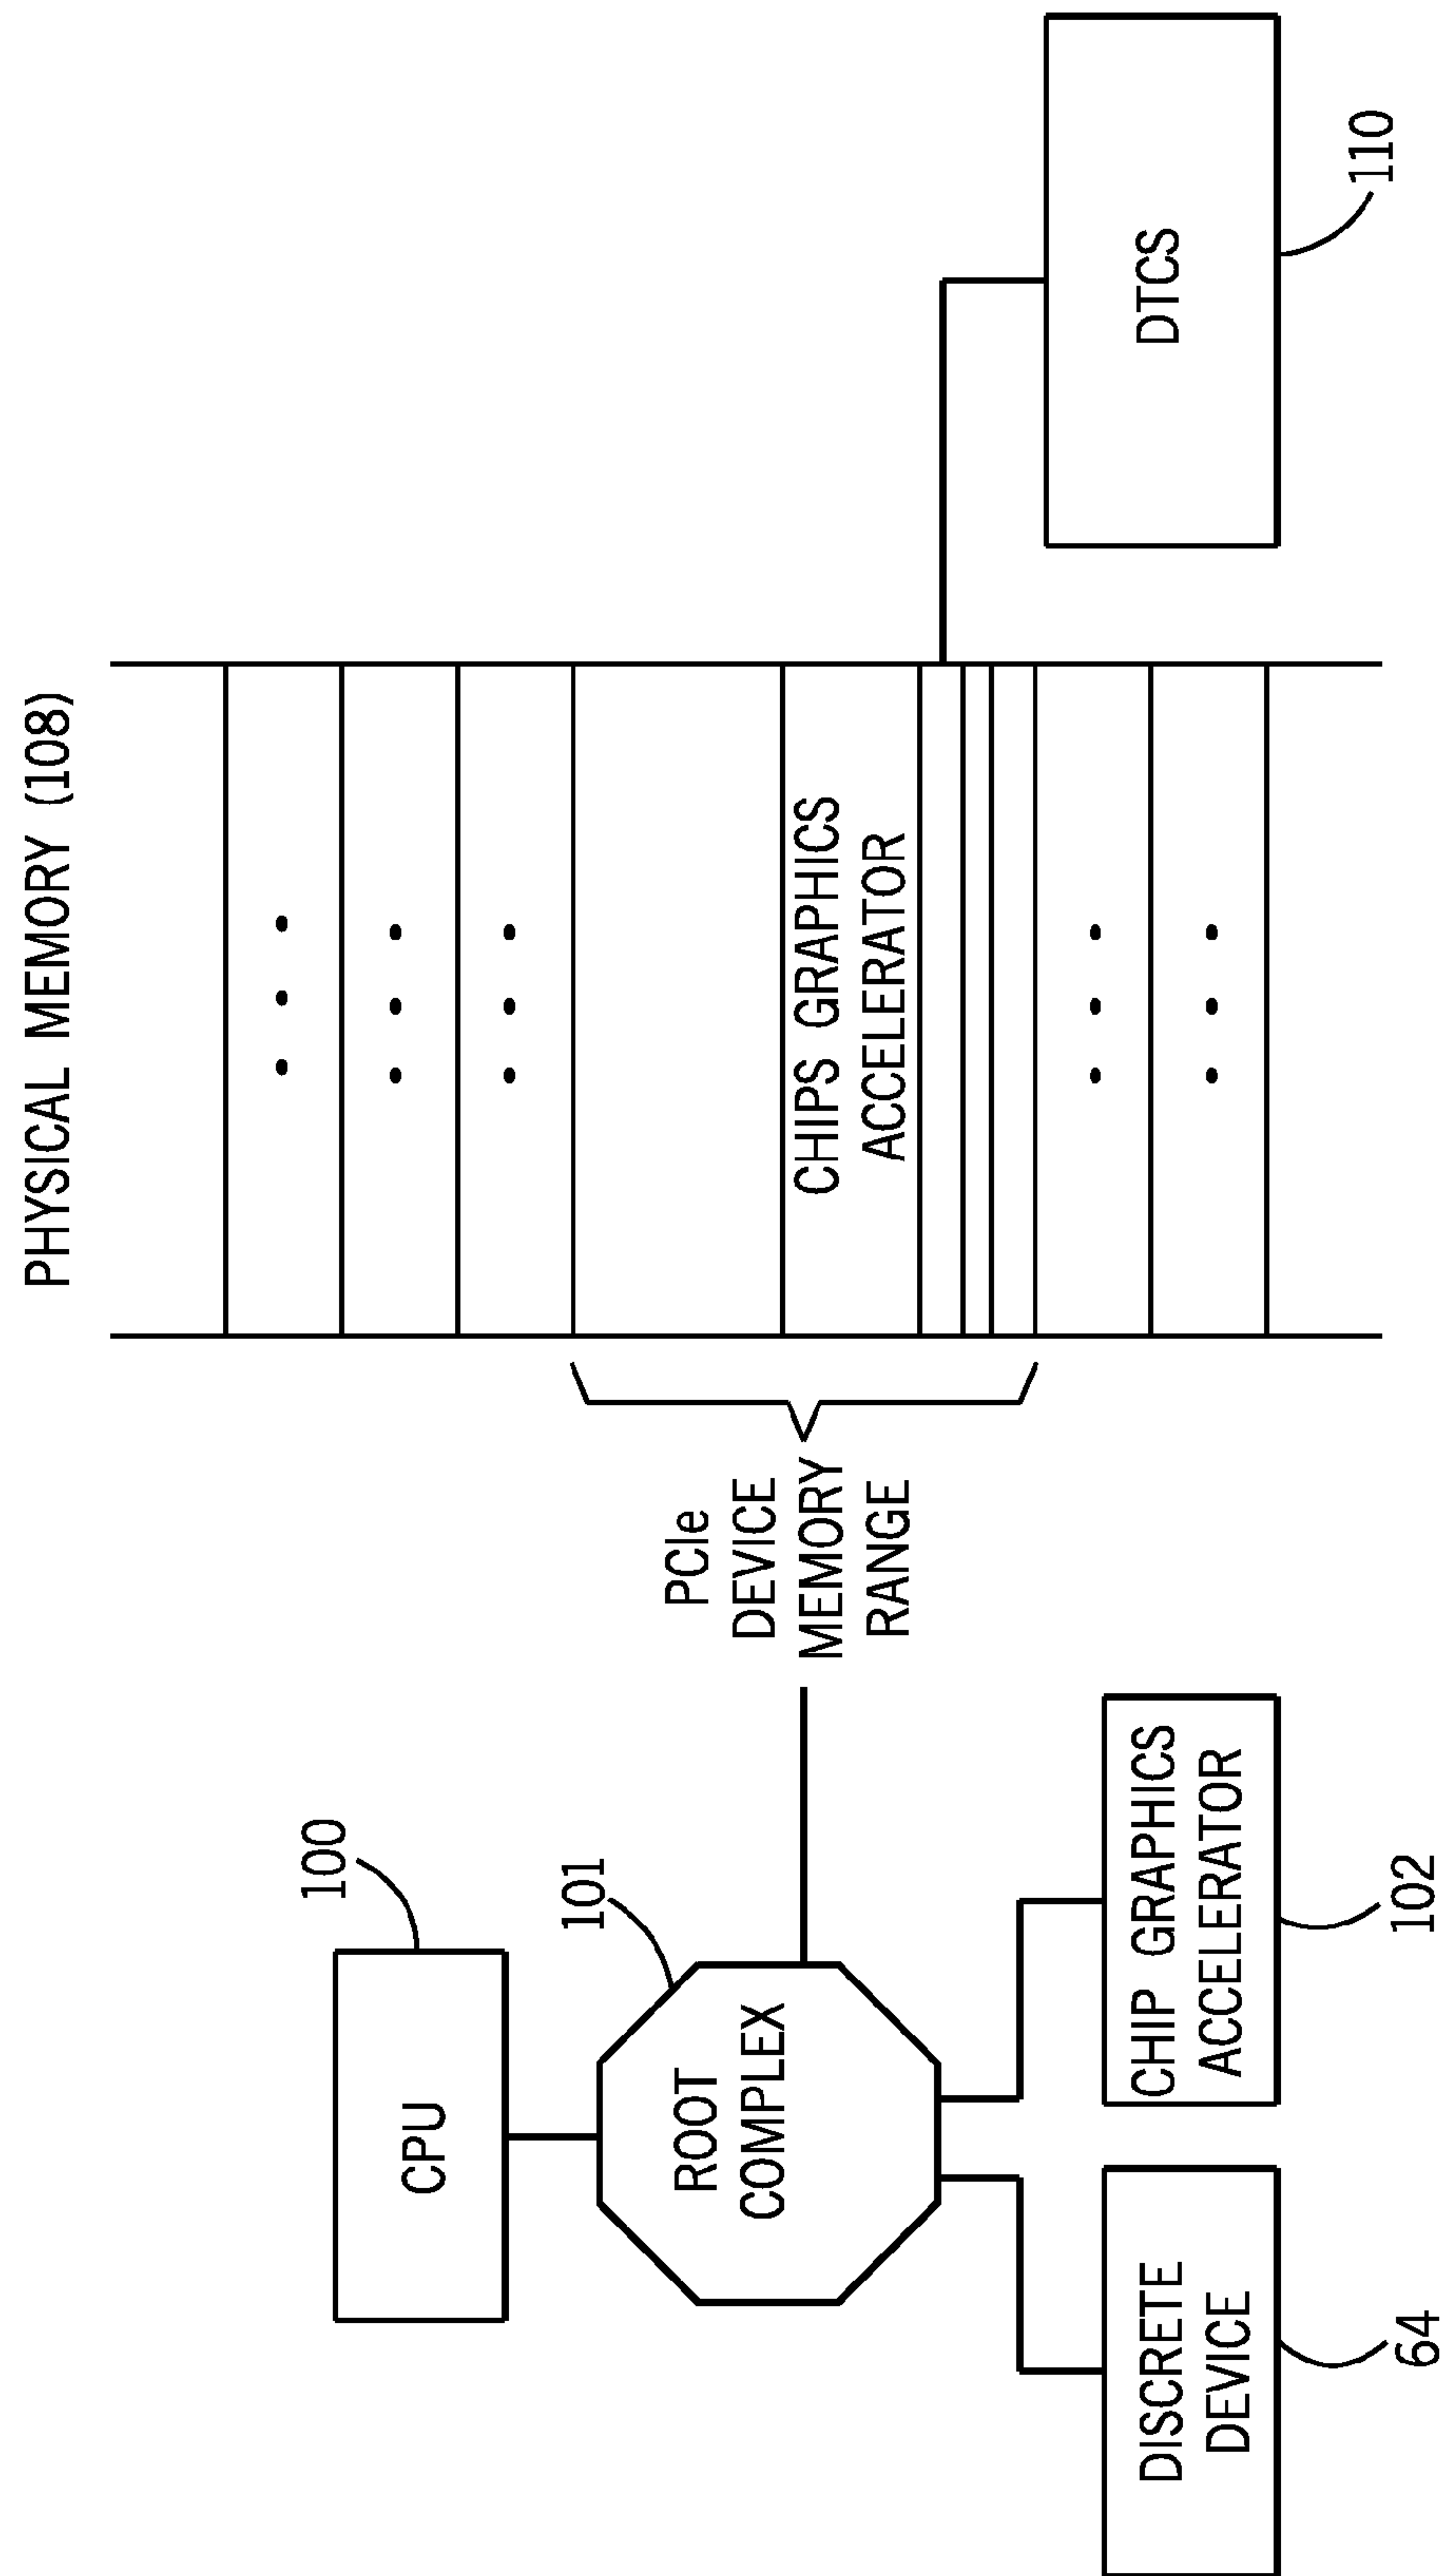 PHYSICAL MEMORY (108)
CPU
100
101
ROOT
COMPLEX
PCIe
DEVICE
MEMORY
RANGE
CHIPS GRAPHICS
ACCELERATOR
DISCRETE
DEVICE
64
CHIP GRAPHICS
ACCELERATOR
102
DTCS
110